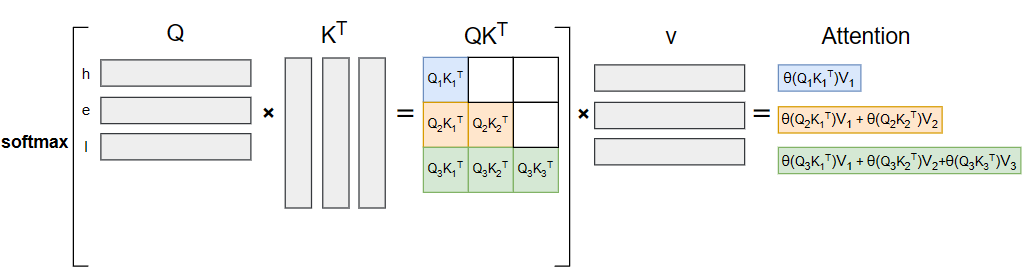 Q K^T QK^T v Attention
h
e
softmax l
× = × =
Q₁K₁^T
Q₂K₁^T Q₂K₂^T
Q₃K₁^T Q₃K₂^T Q₃K₃^T
θ(Q₁K₁^T)V₁
θ(Q₂K₁^T)V₁ + θ(Q₂K₂^T)V₂
θ(Q₃K₁^T)V₁ + θ(Q₃K₂^T)V₂+θ(Q₃K₃^T)V₃